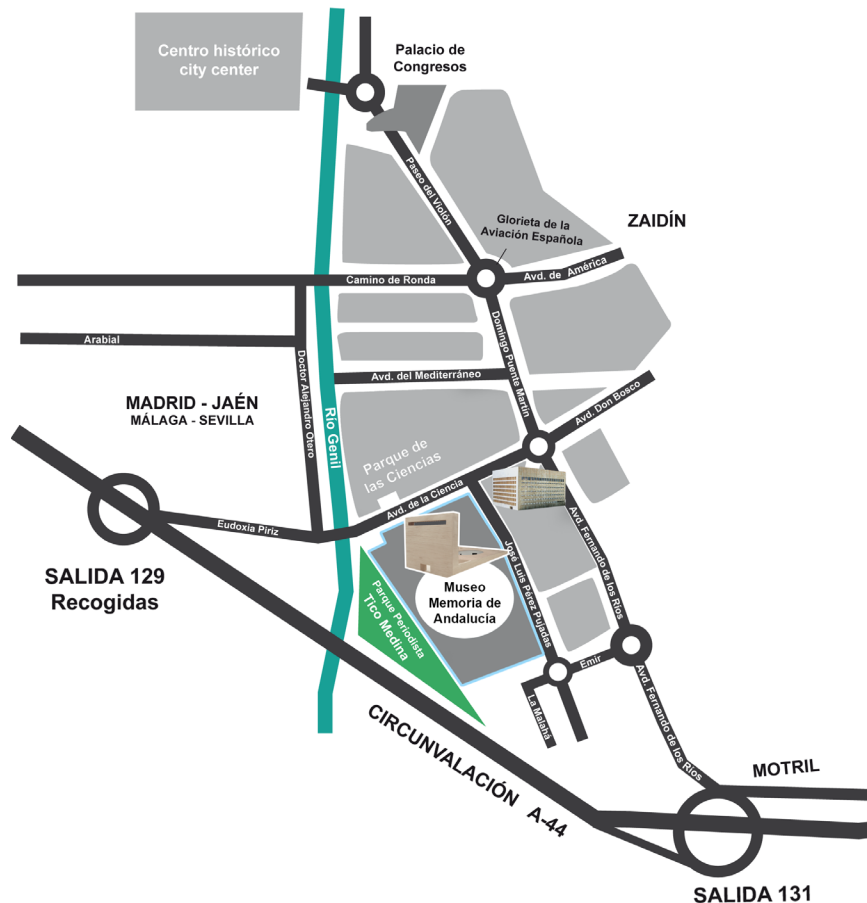 Centro histórico
city center
Palacio de
Congresos
Paseo del Violón
Glorieta de la
Aviación Española
ZAIDÍN
Avd. de América
Camino de Ronda
Arabial
Doctor Alejandro Otero
Domingo Puente Martín
Avd. del Mediterráneo
Avd. Don Bosco
MADRID - JAÉN
MÁLAGA - SEVILLA
Río Genil
Parque de
las Ciencias
Avd. de la Ciencia
Eudoxia Piriz
SALIDA 129
Recogidas
Museo
Memoria de
Andalucía
José Luis Pérez Pujadas
Avd. Fernando de los Ríos
Parque Periodista
Tico Medina
Emir
La Malahá
Avd. Fernando de los Ríos
CIRCUNVALACIÓN A-44
MOTRIL
SALIDA 131